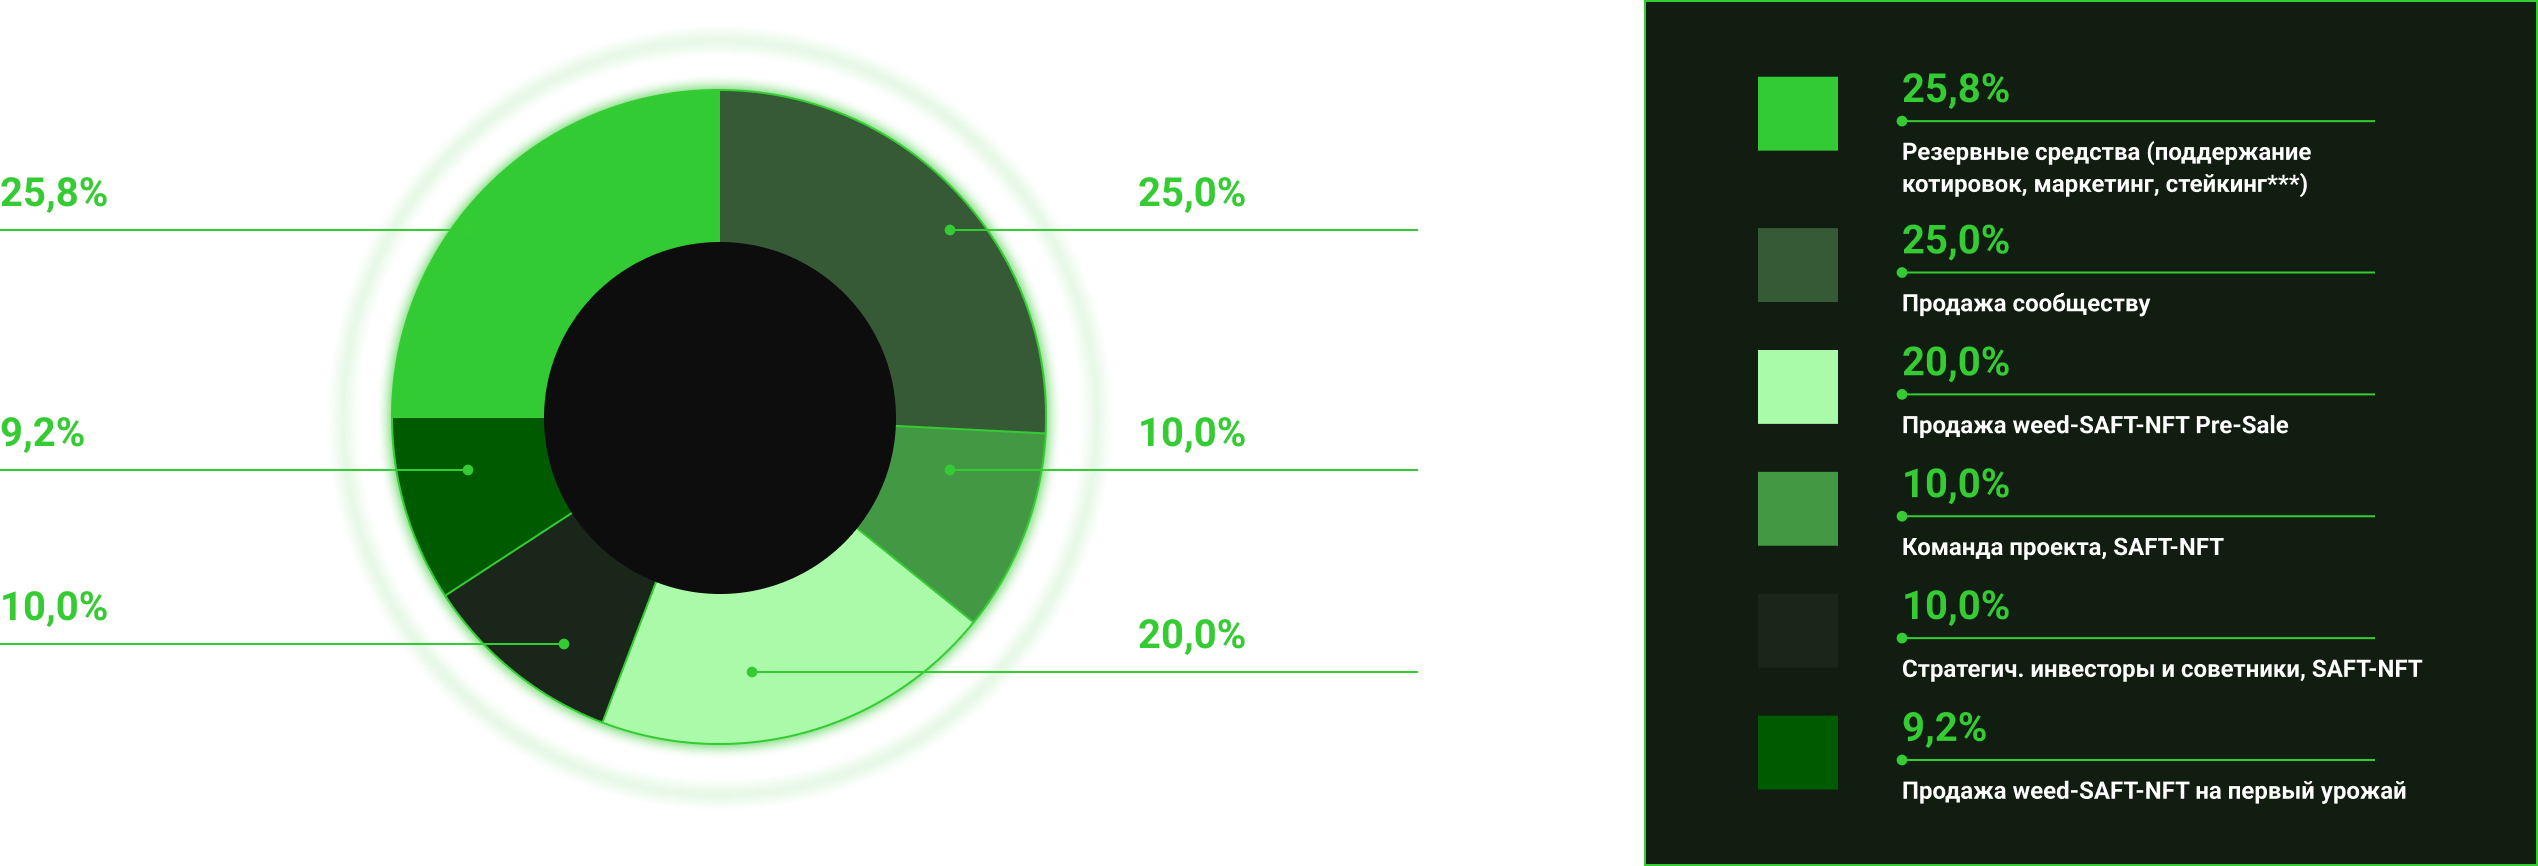 25,8%
9,2%
10,0%
25,0%
10,0%
20,0%
25,8%
Резервные средства (поддержание
котировок, маркетинг, стейкинг***)
25,0%
Продажа сообществу
20,0%
Продажа weed-SAFT-NFT Pre-Sale
10,0%
Команда проекта, SAFT-NFT
10,0%
Стратегич. инвесторы и советники, SAFT-NFT
9,2%
Продажа weed-SAFT-NFT на первый урожай